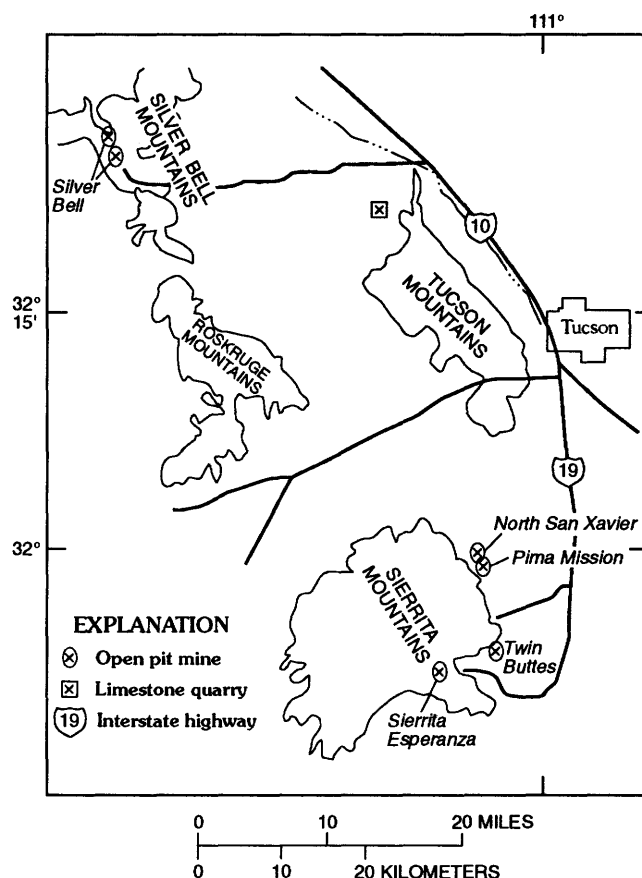 111°
SILVER BELL
MOUNTAINS
Silver
Bell
10
32°
15'
TUCSON
MOUNTAINS
Tucson
ROSKRUGE
MOUNTAINS
19
32°
North San Xavier
Pima Mission
SIERRITA
MOUNTAINS
Twin
Buttes
Sierrita
Esperanza
EXPLANATION
Open pit mine
Limestone quarry
19 Interstate highway
0 10 20 MILES
0 10 20 KILOMETERS